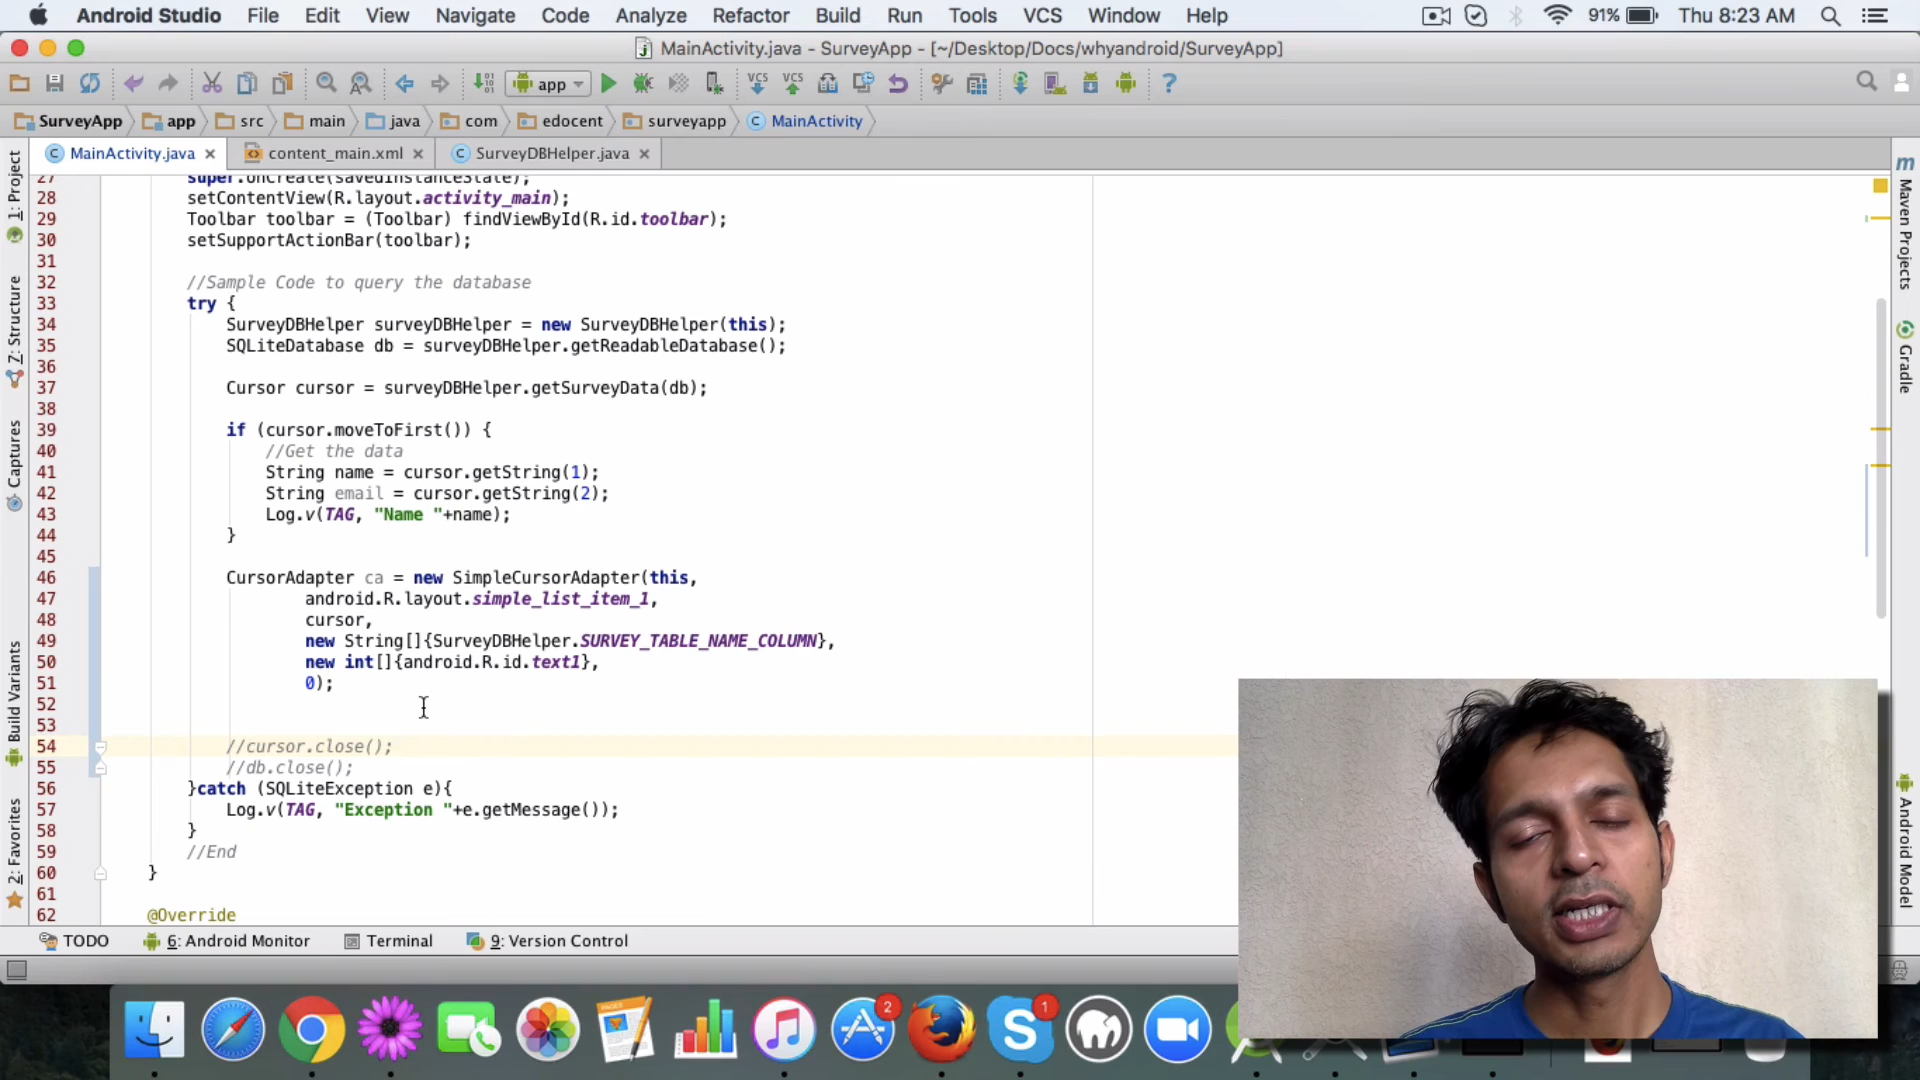 Android Studio File Edit View Navigate Code Analyze Refactor Build Run Tools VCS Window Help 91% Thu 8:23 AM
MainActivity.java - SurveyApp - [~/Desktop/Docs/whyandroid/SurveyApp]
app VCS VCS ?
SurveyApp app src main java com edocent surveyapp MainActivity
MainActivity.java content_main.xml SurveyDBHelper.java
27 super.onCreate(savedInstanceState);
28 setContentView(R.layout.activity_main);
29 Toolbar toolbar = (Toolbar) findViewById(R.id.toolbar);
30 setSupportActionBar(toolbar);
31
32 //Sample Code to query the database
33 try {
34 SurveyDBHelper surveyDBHelper = new SurveyDBHelper(this);
35 SQLiteDatabase db = surveyDBHelper.getReadableDatabase();
36
37 Cursor cursor = surveyDBHelper.getSurveyData(db);
38
39 if (cursor.moveToFirst()) {
40 //Get the data
41 String name = cursor.getString(1);
42 String email = cursor.getString(2);
43 Log.v(TAG, "Name "+name);
44 }
45
46 CursorAdapter ca = new SimpleCursorAdapter(this,
47 android.R.layout.simple_list_item_1,
48 cursor,
49 new String[]{SurveyDBHelper.SURVEY_TABLE_NAME_COLUMN},
50 new int[]{android.R.id.text1},
51 0);
52
53
54 //cursor.close();
55 //db.close();
56 }catch (SQLiteException e){
57 Log.v(TAG, "Exception "+e.getMessage());
58 }
59 //End
60 }
61
62 @Override
1: Project
7: Structure
Captures
Build Variants
2: Favorites
m Maven Projects
Gradle
Android Model
TODO 6: Android Monitor Terminal 9: Version Control
PAGES 2 S 1